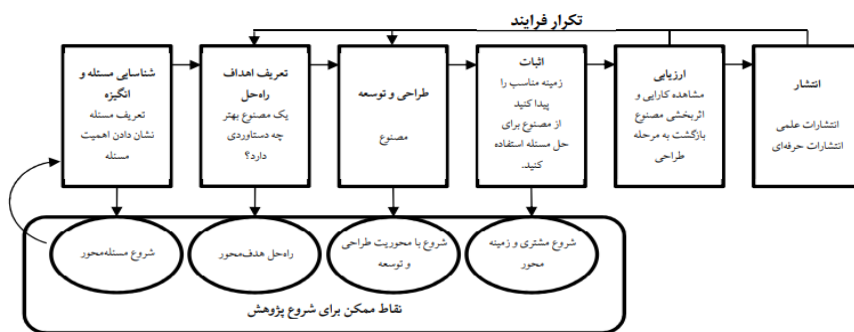 تکرار فرایند
شناسایی مسئله و
انگیزه
تعریف مسئله
نشان دادن اهمیت
مسئله
تعریف اهداف
راه‌حل
یک مصنوع بهتر
چه دستاوردی
دارد؟
طراحی و توسعه
مصنوع
اثبات
زمینه مناسب را
پیدا کنید
از مصنوع برای
حل مسئله استفاده
کنید.
ارزیابی
مشاهده کارایی و
اثربخشی مصنوع
بازگشت به مرحله
طراحی
انتشار
انتشارات علمی
انتشارات حرفه‌ای
شروع مسئله‌محور
راه‌حل هدف‌محور
شروع با محوریت طراحی
و توسعه
شروع مشتری و زمینه
محور
نقاط ممکن برای شروع پژوهش